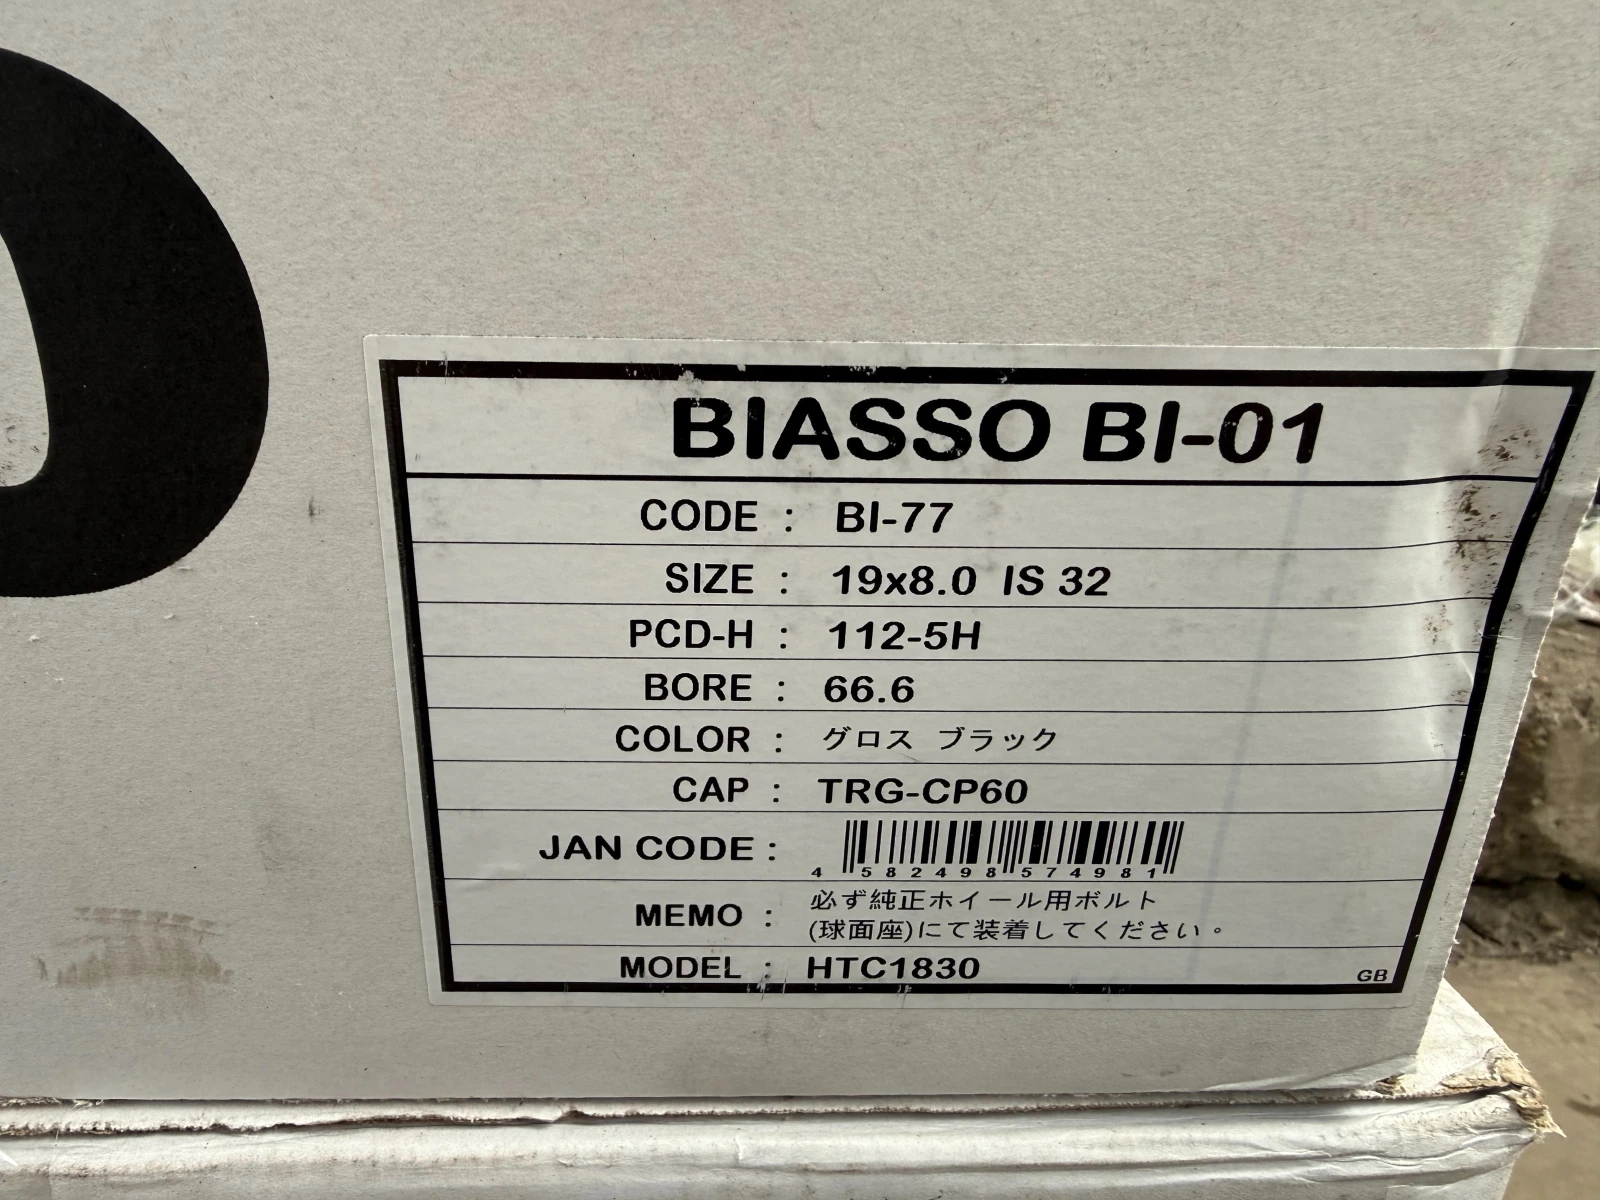 BIASSO BI-01
CODE : BI-77
SIZE : 19x8.0 IS 32
PCD-H : 112-5H
BORE : 66.6
COLOR : グロス ブラック
CAP : TRG-CP60
JAN CODE : 4 582498 574981
MEMO : 必ず純正ホイール用ボルト
(球面座)にて装着してください。
MODEL : HTC1830
GB